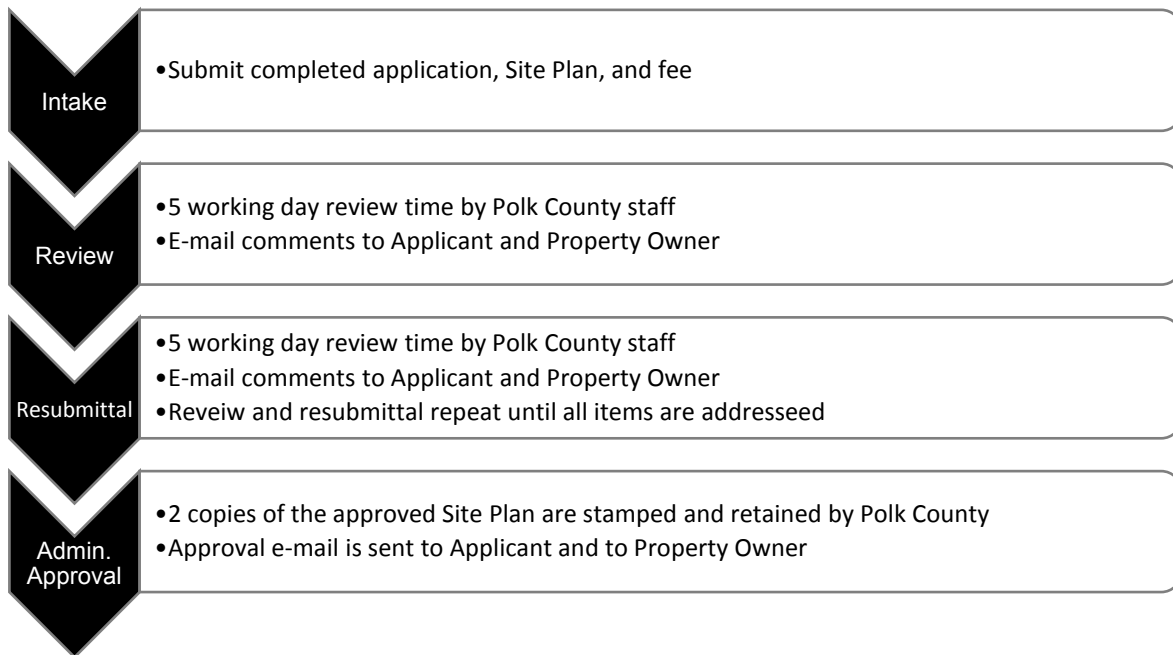 Intake
•Submit completed application, Site Plan, and fee
Review
•5 working day review time by Polk County staff
•E-mail comments to Applicant and Property Owner
Resubmittal
•5 working day review time by Polk County staff
•E-mail comments to Applicant and Property Owner
•Reveiw and resubmittal repeat until all items are addresseed
Admin.
Approval
•2 copies of the approved Site Plan are stamped and retained by Polk County
•Approval e-mail is sent to Applicant and to Property Owner